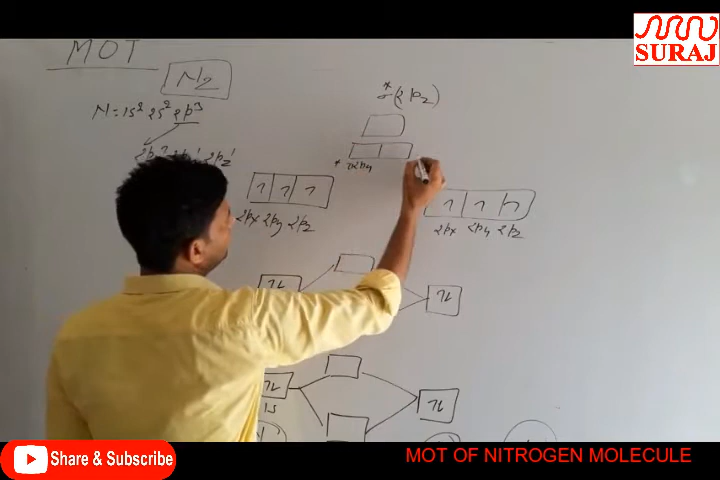 MOT
N2
N = 1s² 2s² 2p³
*σ(2pz)
2px 2py 2pz
2px 2py 2pz
1s
SURAJ
Share & Subscribe
MOT OF NITROGEN MOLECULE